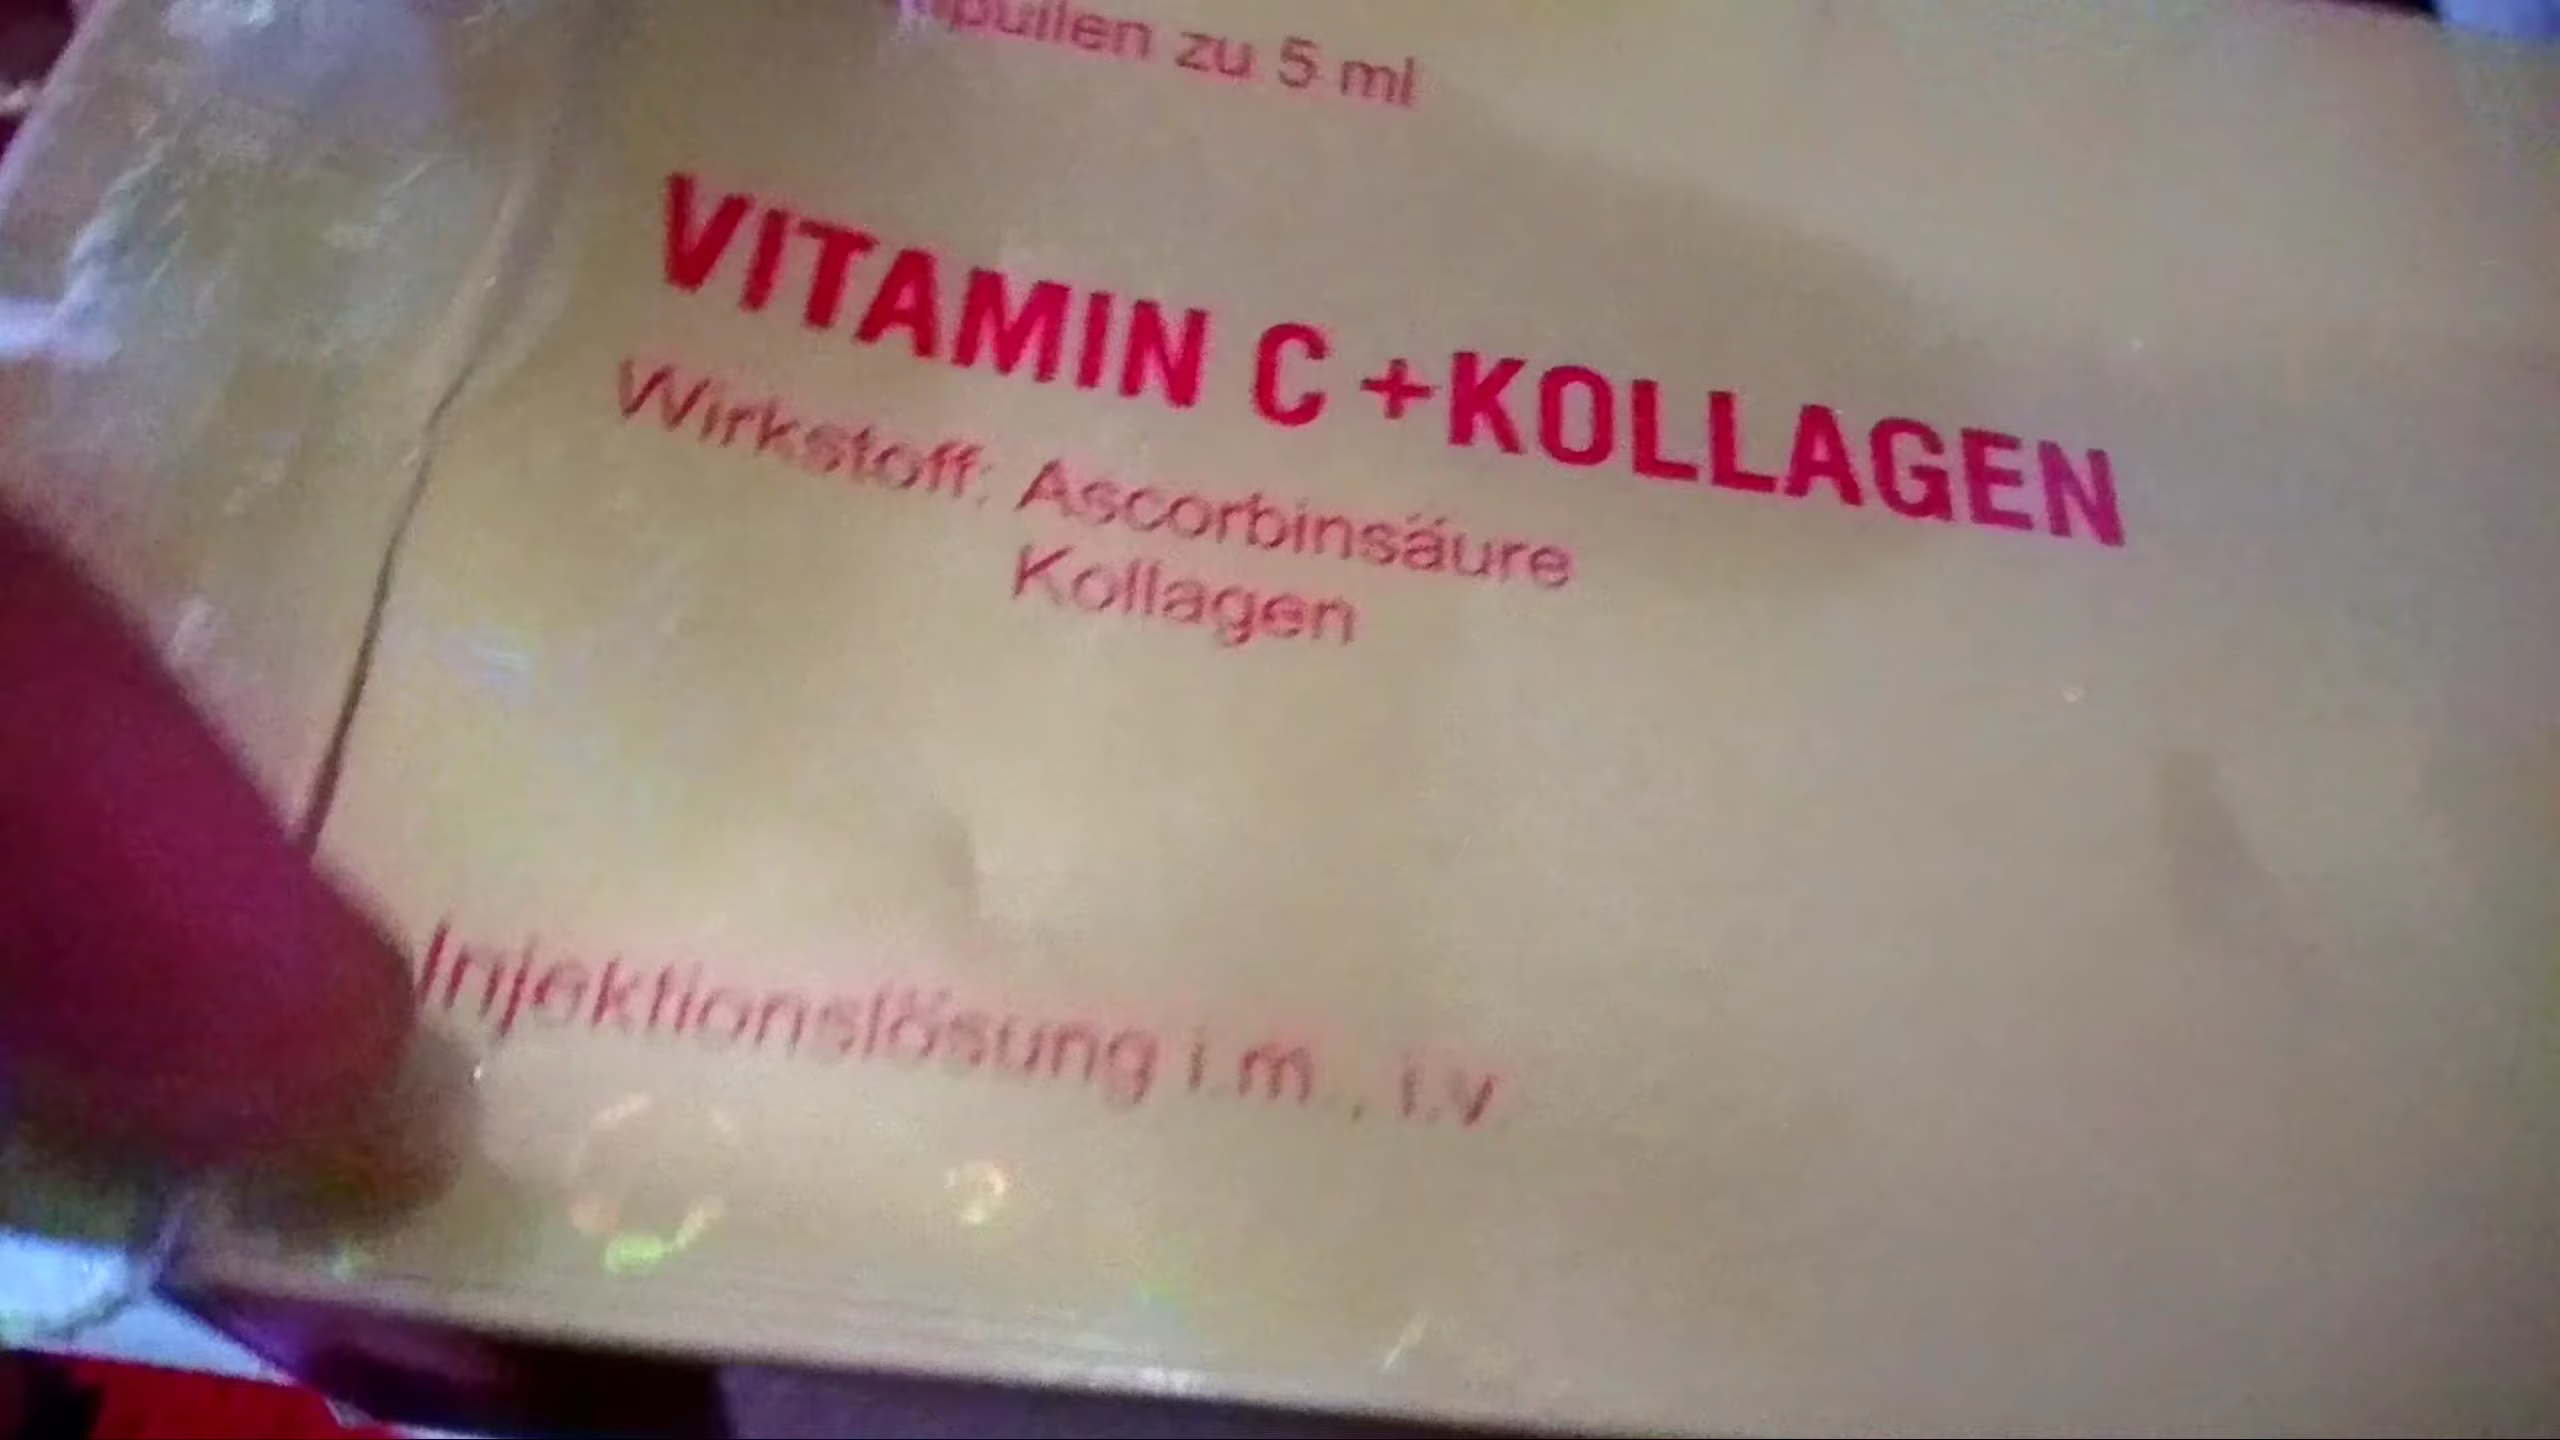 zu 5 ml
VITAMIN C + KOLLAGEN
Wirkstoff: Ascorbinsäure
Kollagen
Injektionslösung i.m., i.v.